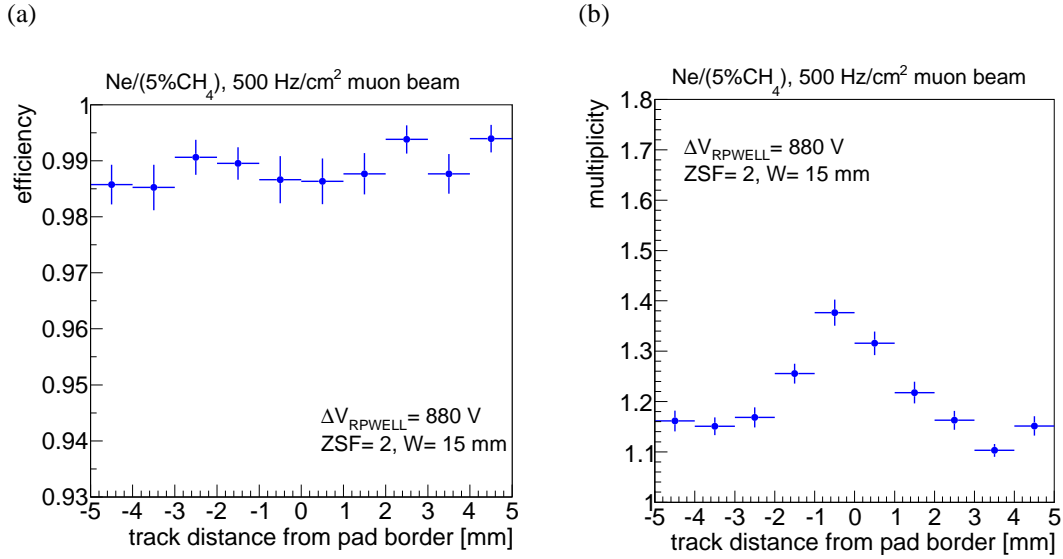 (a)
Ne/(5%CH4), 500 Hz/cm2 muon beam
efficiency
1
0.99
0.98
0.97
0.96
0.95
0.94
0.93
ΔVRPWELL= 880 V
ZSF= 2, W= 15 mm
-5 -4 -3 -2 -1 0 1 2 3 4 5
track distance from pad border [mm]
(b)
Ne/(5%CH4), 500 Hz/cm2 muon beam
multiplicity
1.8
1.7
1.6
1.5
1.4
1.3
1.2
1.1
1
ΔVRPWELL= 880 V
ZSF= 2, W= 15 mm
-5 -4 -3 -2 -1 0 1 2 3 4 5
track distance from pad border [mm]